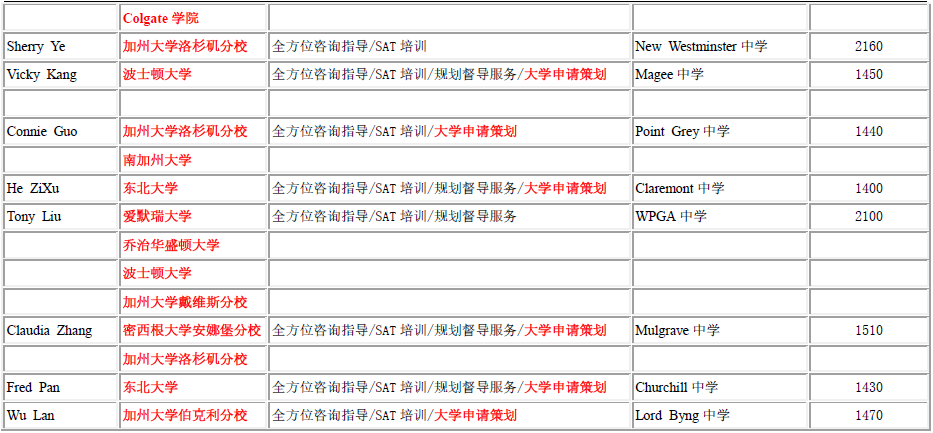 Colgate 学院
Sherry Ye 加州大学洛杉矶分校 全方位咨询指导/SAT 培训 New Westminster 中学 2160
Vicky Kang 波士顿大学 全方位咨询指导/SAT 培训/规划督导服务/大学申请策划 Magee 中学 1450
Connie Guo 加州大学洛杉矶分校 全方位咨询指导/SAT 培训/大学申请策划 Point Grey 中学 1440
南加州大学
He ZiXu 东北大学 全方位咨询指导/SAT 培训/规划督导服务/大学申请策划 Claremont 中学 1400
Tony Liu 爱默瑞大学 全方位咨询指导/SAT 培训/规划督导服务 WPGA 中学 2100
乔治华盛顿大学
波士顿大学
加州大学戴维斯分校
Claudia Zhang 密西根大学安娜堡分校 全方位咨询指导/SAT 培训/规划督导服务/大学申请策划 Mulgrave 中学 1510
加州大学洛杉矶分校
Fred Pan 东北大学 全方位咨询指导/SAT 培训/规划督导服务/大学申请策划 Churchill 中学 1430
Wu Lan 加州大学伯克利分校 全方位咨询指导/SAT 培训/大学申请策划 Lord Byng 中学 1470